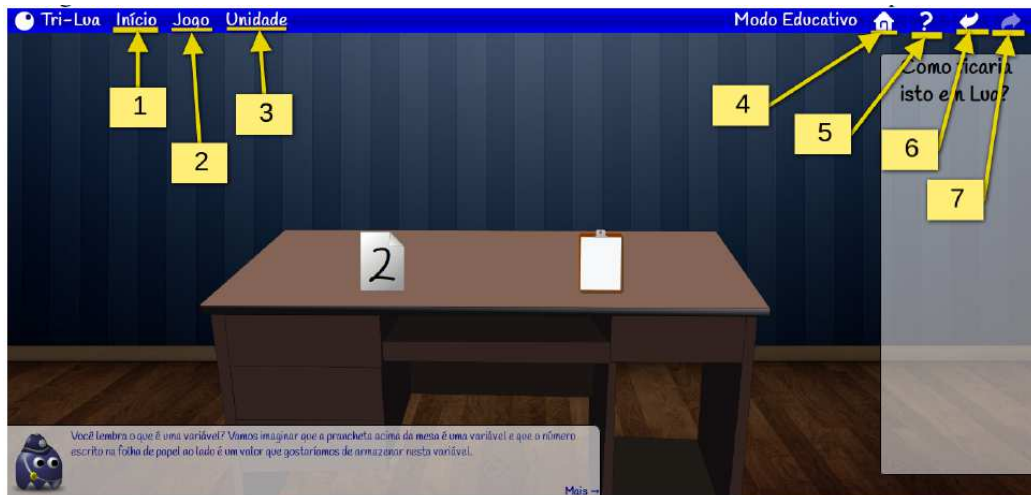 Tri-Lua Início Jogo Unidade Modo Educativo ?
1
2
3
4
5
6
7
Como ficaria
isto em Lua?
2
Você lembra o que é uma variável? Vamos imaginar que a prancheta acima da mesa é uma variável e que o número
escrito na folha de papel ao lado é um valor que gostaríamos de armazenar nesta variável.
Mais →